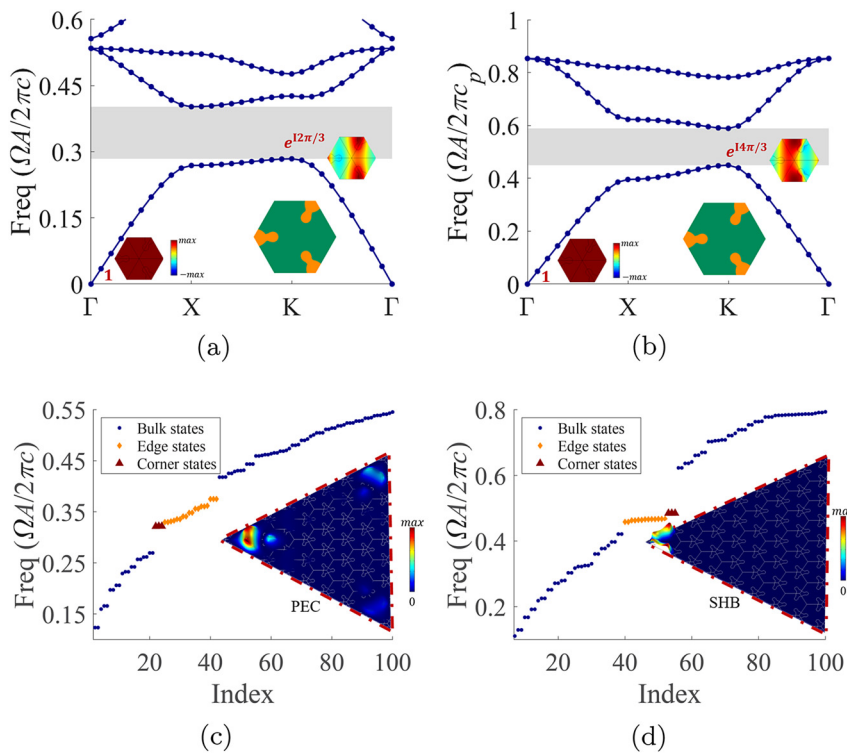 (a)
0.6
0.45
0.3
0.15
0
Freq (ΩA/2πc)
e^{I2π/3}
max
−max
1
Γ X K Γ
(b)
1
0.8
0.6
0.4
0.2
0
Freq (ΩA/2πc_p)
e^{I4π/3}
max
−max
1
Γ X K Γ
(a)
(b)
0.55
0.45
0.35
0.25
0.15
Freq (ΩA/2πc)
Bulk states
Edge states
Corner states
max
0
PEC
20 40 60 80 100
Index
(c)
0.8
0.6
0.4
0.2
Freq (ΩA/2πc)
Bulk states
Edge states
Corner states
max
0
SHB
20 40 60 80 100
Index
(d)